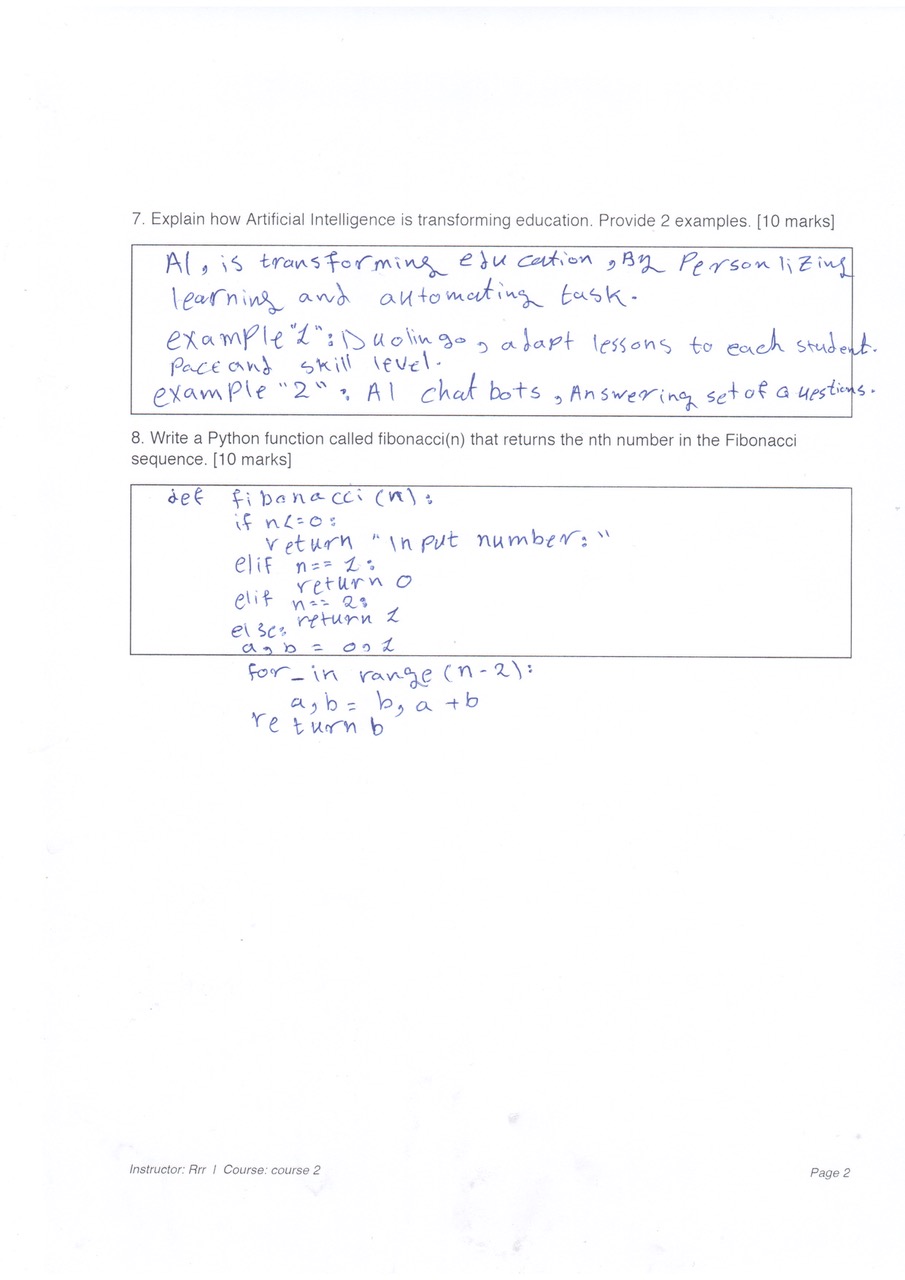 7. Explain how Artificial Intelligence is transforming education. Provide 2 examples. [10 marks]
AI, is transforming education, By Personlizing
learning and automating task.
example "1": Duolingo, adapt lessons to each student.
Pace and skill level.
example "2": AI chat bots, Answering set of Questions.
8. Write a Python function called fibonacci(n) that returns the nth number in the Fibonacci
sequence. [10 marks]
def fibonacci(n):
if n<=0:
return "Input number:"
elif n== 1:
return 0
elif n== 2:
return 1
else:
a, b = 0, 1
for _ in range (n-2):
a, b = b, a + b
return b
Instructor: Rrr | Course: course 2
Page 2